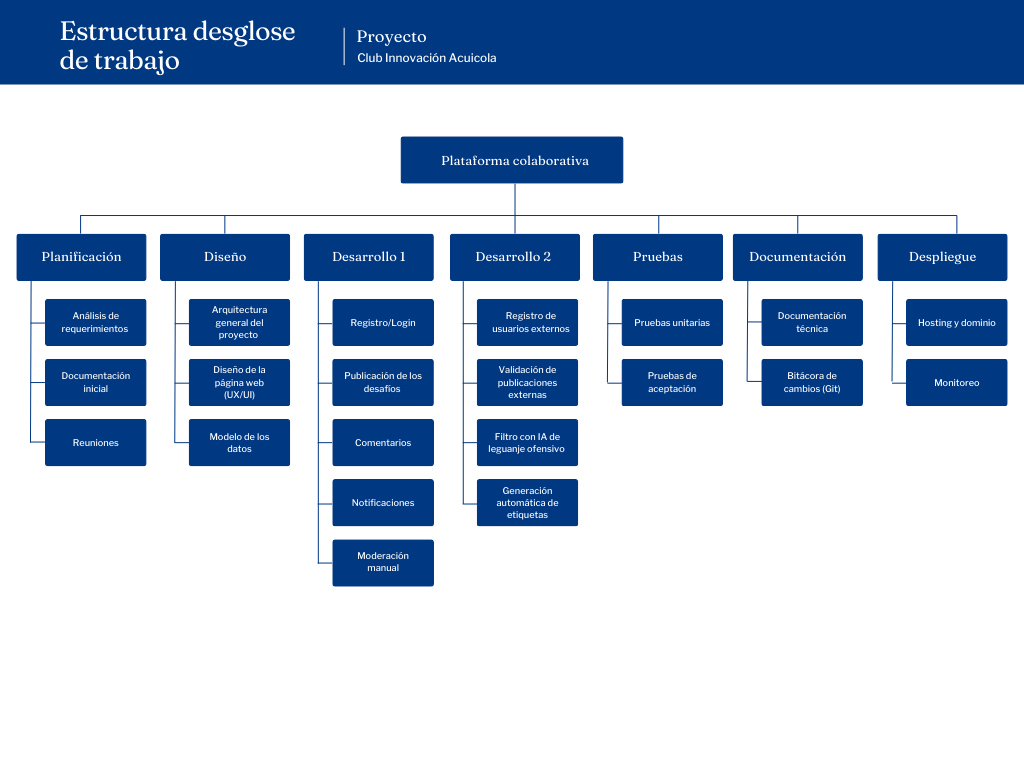 Estructura desglose
de trabajo
Proyecto
Club Innovación Acuicola
Plataforma colaborativa
Planificación
Análisis de
requerimientos
Documentación
inicial
Reuniones
Diseño
Arquitectura
general del
proyecto
Diseño de la
página web
(UX/UI)
Modelo de los
datos
Desarrollo 1
Registro/Login
Publicación de los
desafíos
Comentarios
Notificaciones
Moderación
manual
Desarrollo 2
Registro de
usuarios externos
Validación de
publicaciones
externas
Filtro con IA de
leguanje ofensivo
Generación
automática de
etiquetas
Pruebas
Pruebas unitarias
Pruebas de
aceptación
Documentación
Documentación
técnica
Bitácora de
cambios (Git)
Despliegue
Hosting y dominio
Monitoreo